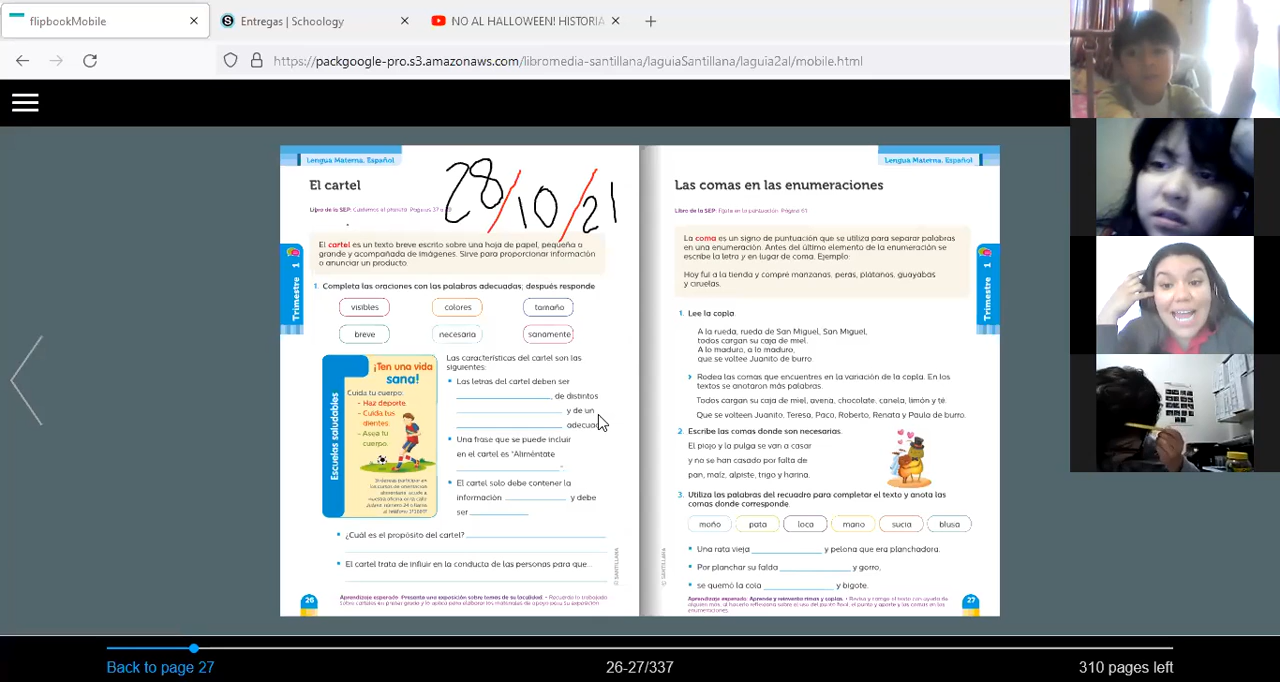 flipbookMobile
Entregas | Schoology
NO AL HALLOWEEN! HISTORIA
https://packgoogle-pro.s3.amazonaws.com/libromedia-santillana/laguiaSantillana/laguia2al/mobile.html
Lengua Materna. Español
El cartel
28/10/21
El cartel es un texto breve escrito sobre una hoja de papel, pequeña o
grande y acompañada de imágenes. Sirve para proporcionar información
o anunciar un producto.
Trimestre 1
1. Completa las oraciones con las palabras adecuadas; después responde
visibles colores tamaño
breve necesaria sanamente
Escuelas saludables
¡Ten una vida
sana!
Cuida tu cuerpo:
- Haz deporte.
- Cuida tus
dientes.
- Asea tu
cuerpo.
Las características del cartel son las
siguientes:
• Las letras del cartel deben ser
, de distintos
y de un
adecuad
• Una frase que se puede incluir
en el cartel es "Aliméntate
".
• El cartel solo debe contener la
información y debe
ser
• ¿Cuál es el propósito del cartel?
• El cartel trata de influir en la conducta de las personas para que...
© SANTILLANA
26
Lengua Materna. Español
Las comas en las enumeraciones
Libro de la SEP: Fíjate en la puntuación. Página 61
La coma es un signo de puntuación que se utiliza para separar palabras
en una enumeración. Antes del último elemento de la enumeración se
escribe la letra y en lugar de coma. Ejemplo:
Hoy fui a la tienda y compré manzanas, peras, plátanos, guayabas
y ciruelas.
Trimestre 1
1. Lee la copla.
A la rueda, rueda de San Miguel, San Miguel,
todos cargan su caja de miel.
A lo maduro, a lo maduro,
que se voltee Juanito de burro
Rodea las comas que encuentres en la variación de la copla. En los
textos se anotaron más palabras.
Todos cargan su caja de miel, avena, chocolate, canela, limón y té.
Que se volteen Juanito, Teresa, Paco, Roberto, Renata y Paula de burro.
2. Escribe las comas donde son necesarias.
El piojo y la pulga se van a casar
y no se han casado por falta de
pan, maíz, alpiste, trigo y harina.
3. Utiliza las palabras del recuadro para completar el texto y anota las
comas donde corresponde.
moño pata loca mano sucia blusa
• Una rata vieja y pelona que era planchadora.
• Por planchar su falda y gorro,
• se quemó la cola y bigote.
© SANTILLANA
27
Back to page 27
26-27/337
310 pages left